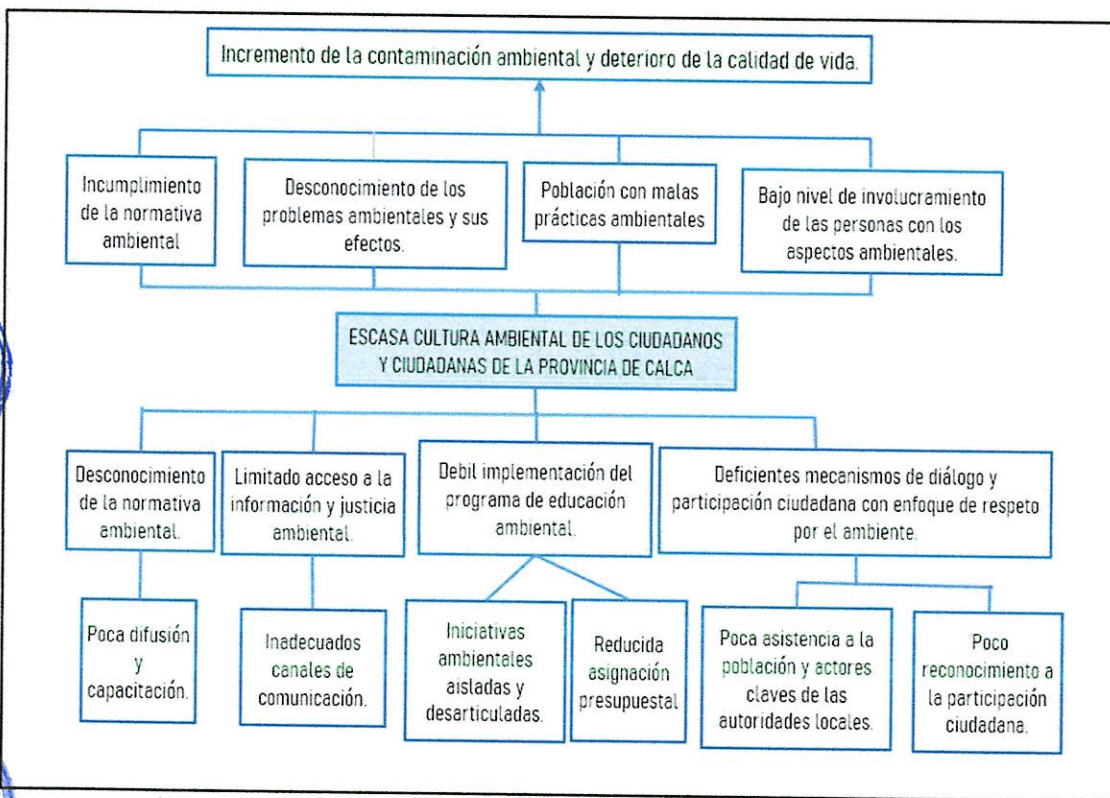 Incremento de la contaminación ambiental y deterioro de la calidad de vida.
Incumplimiento
de la normativa
ambiental
Desconocimiento de los
problemas ambientales y sus
efectos.
Población con malas
prácticas ambientales
Bajo nivel de involucramiento
de las personas con los
aspectos ambientales.
ESCASA CULTURA AMBIENTAL DE LOS CIUDADANOS
Y CIUDADANAS DE LA PROVINCIA DE CALCA
Desconocimiento
de la normativa
ambiental.
Limitado acceso a la
información y justicia
ambiental.
Debil implementación del
programa de educación
ambiental.
Deficientes mecanismos de diálogo y
participación ciudadana con enfoque de respeto
por el ambiente.
Poca difusión
y
capacitación.
Inadecuados
canales de
comunicación.
Iniciativas
ambientales
aisladas y
desarticuladas.
Reducida
asignación
presupuestal
Poca asistencia a la
población y actores
claves de las
autoridades locales.
Poco
reconocimiento a
la participación
ciudadana.